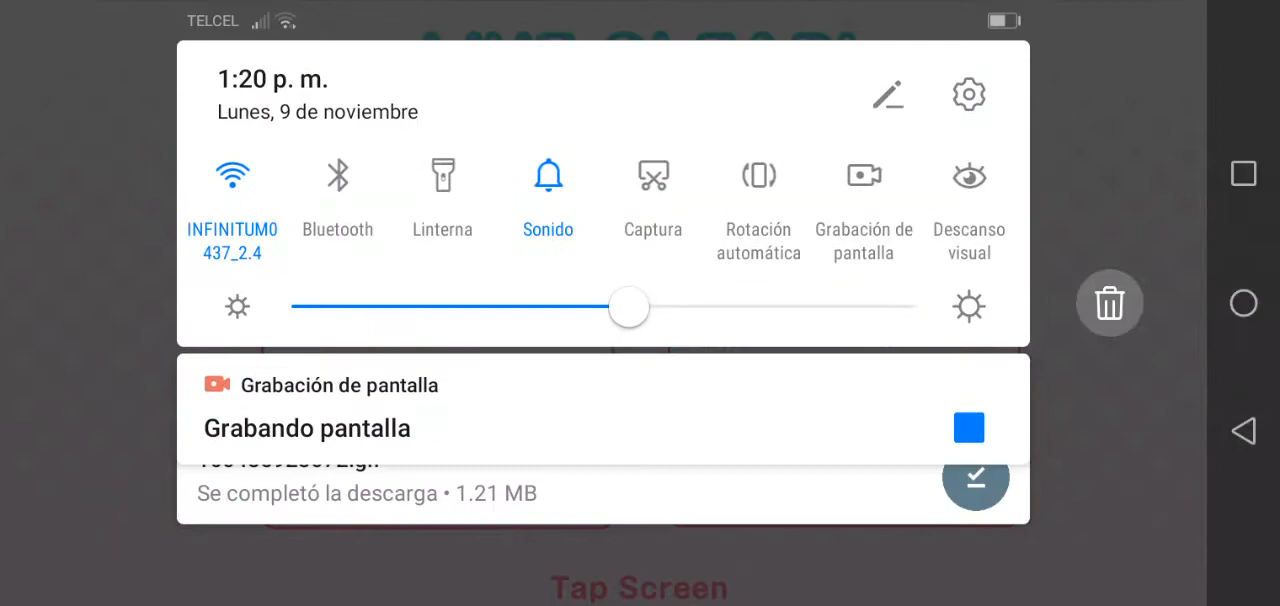 TELCEL
1:20 p. m.
Lunes, 9 de noviembre
INFINITUM0
437_2.4
Bluetooth
Linterna
Sonido
Captura
Rotación
automática
Grabación de
pantalla
Descanso
visual
Grabación de pantalla
Grabando pantalla
Se completó la descarga • 1.21 MB
Tap Screen